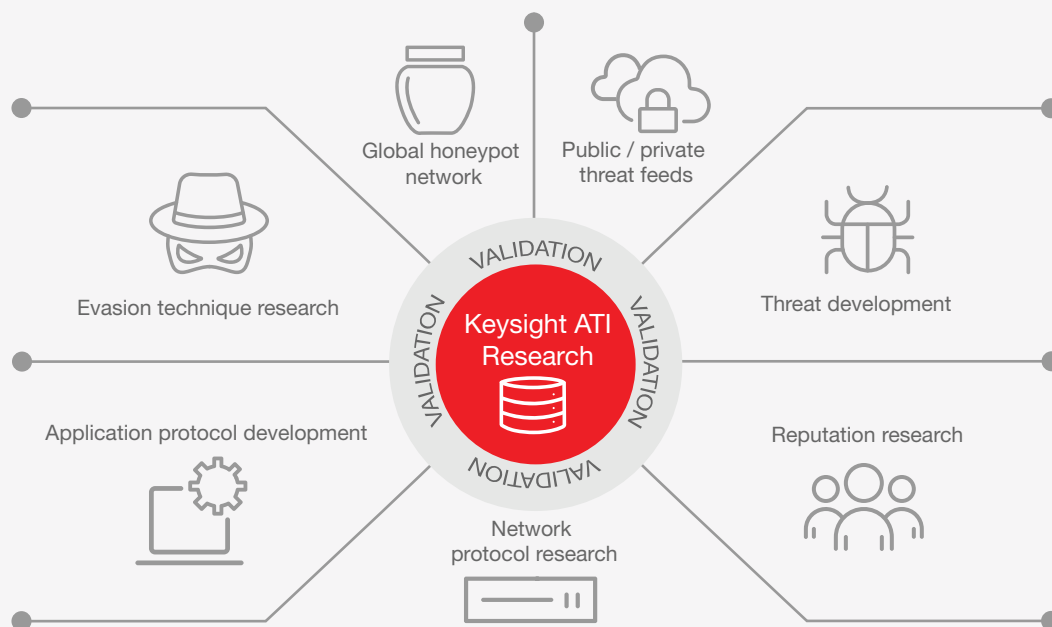 Global honeypot
network
Public / private
threat feeds
Evasion technique research
Threat development
VALIDATION
VALIDATION
VALIDATION
VALIDATION
Keysight ATI
Research
Application protocol development
Reputation research
Network
protocol research